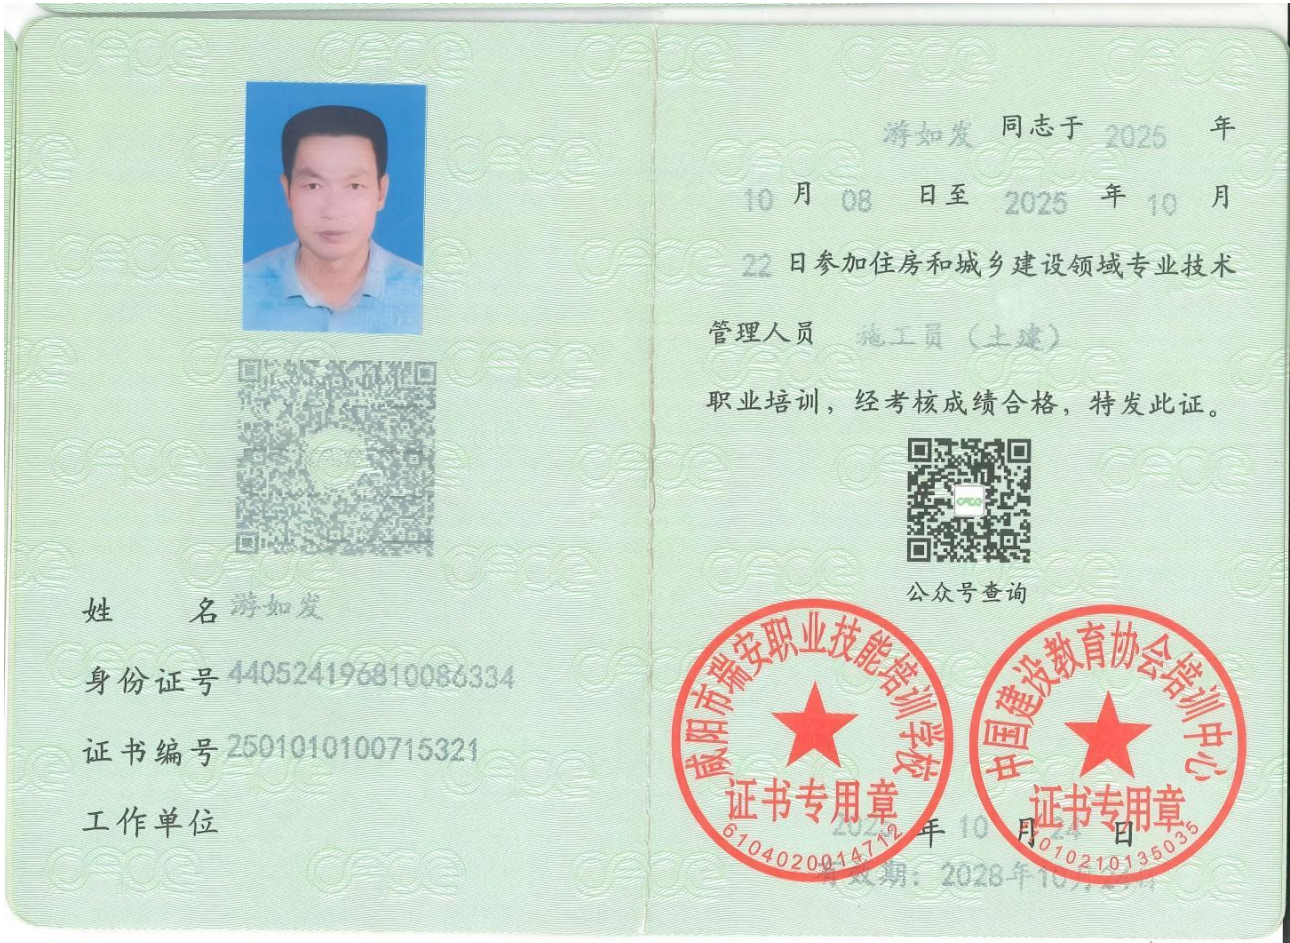 姓 名 游如发
身份证号 440524196810086334
证书编号 2501010100715321
工作单位
游如发 同志于 2025 年
10 月 08 日至 2025 年 10 月
22 日参加住房和城乡建设领域专业技术
管理人员 施工员（土建）
职业培训，经考核成绩合格，特发此证。
公众号查询
咸阳市瑞安职业技能培训学校
证书专用章
6104020014712
中国建设教育协会培训中心
证书专用章
1010210135035
2025 年 10 月 24 日
有效期：2028年10月24日